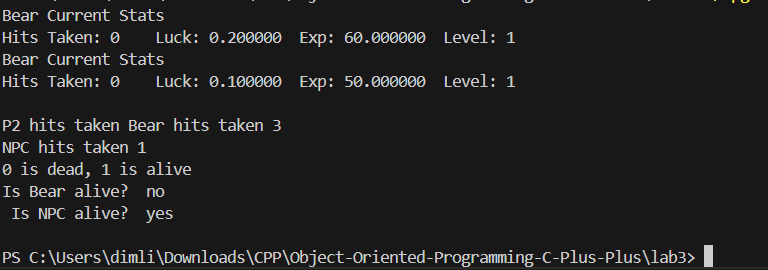 Bear Current Stats
Hits Taken: 0    Luck: 0.200000  Exp: 60.000000  Level: 1
Bear Current Stats
Hits Taken: 0    Luck: 0.100000  Exp: 50.000000  Level: 1
P2 hits taken Bear hits taken 3
NPC hits taken 1
0 is dead, 1 is alive
Is Bear alive?  no
 Is NPC alive?  yes
PS C:\Users\dimli\Downloads\CPP\Object-Oriented-Programming-C-Plus-Plus\lab3>